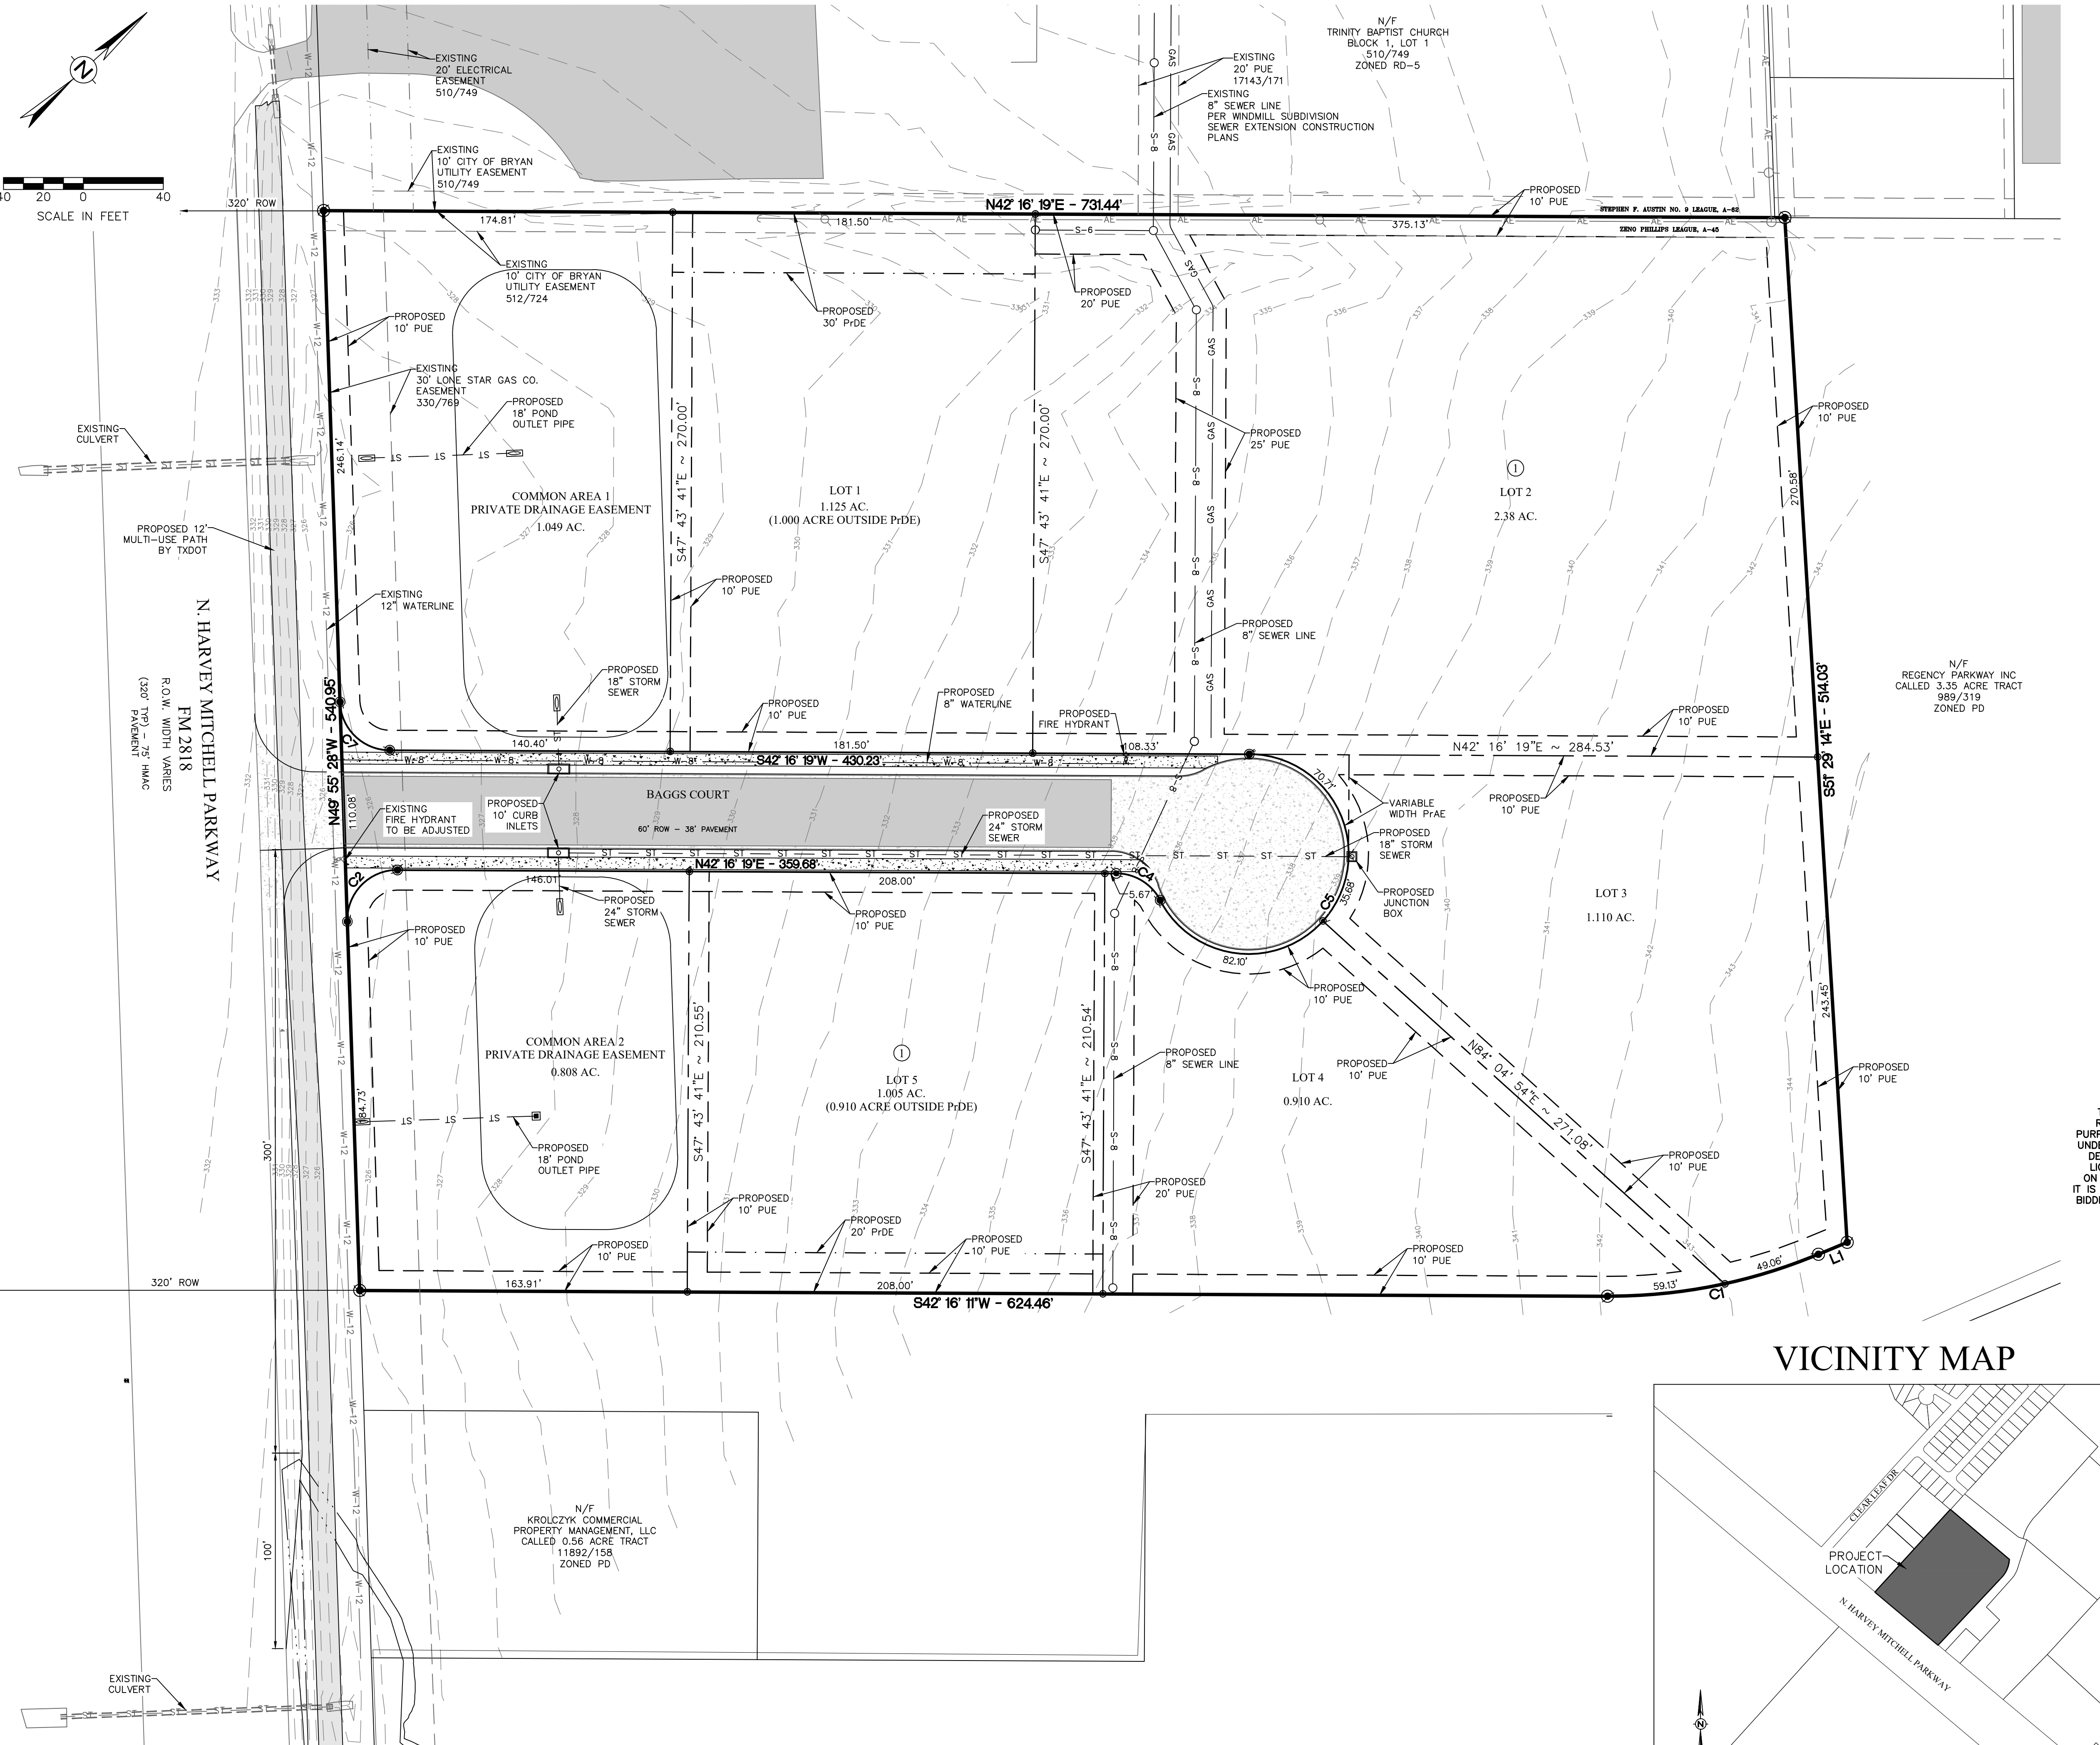 N
40 20 0 40
SCALE IN FEET
320' ROW
EXISTING
20' ELECTRICAL
EASEMENT
510/749
EXISTING
10' CITY OF BRYAN
UTILITY EASEMENT
510/749
EXISTING
20' PUE
17143/171
EXISTING
8" SEWER LINE
PER WINDMILL SUBDIVISION
SEWER EXTENSION CONSTRUCTION
PLANS
N/F
TRINITY BAPTIST CHURCH
BLOCK 1, LOT 1
510/749
ZONED RD-5
N42° 16' 19"E - 731.44'
174.81'
181.50'
375.13'
PROPOSED
10' PUE
STEPHEN F. AUSTIN NO. 9 LEAGUE, A-62
ZENO PHILLIPS LEAGUE, A-45
EXISTING
10' CITY OF BRYAN
UTILITY EASEMENT
512/724
PROPOSED
10' PUE
PROPOSED
30' PrDE
PROPOSED
20' PUE
S-6
EXISTING
30' LONE STAR GAS CO.
EASEMENT
330/769
PROPOSED
18' POND
OUTLET PIPE
EXISTING
CULVERT
246.14'
COMMON AREA 1
PRIVATE DRAINAGE EASEMENT
1.049 AC.
S47° 43' 41"E ~ 270.00'
LOT 1
1.125 AC.
(1.000 ACRE OUTSIDE PrDE)
S47° 43' 41"E ~ 270.00'
PROPOSED
25' PUE
1
LOT 2
2.38 AC.
PROPOSED
10' PUE
270.58'
PROPOSED 12'
MULTI-USE PATH
BY TXDOT
EXISTING
12" WATERLINE
PROPOSED
10' PUE
PROPOSED
8" SEWER LINE
N. HARVEY MITCHELL PARKWAY
FM 2818
R.O.W. WIDTH VARIES
(320' TYP) - 75' HMAC
PAVEMENT
N49° 55' 28"W - 540.95'
PROPOSED
18" STORM
SEWER
PROPOSED
10' PUE
PROPOSED
8" WATERLINE
PROPOSED
FIRE HYDRANT
PROPOSED
10' PUE
N/F
REGENCY PARKWAY INC
CALLED 3.35 ACRE TRACT
989/319
ZONED PD
S51° 29' 14"E - 514.03'
C7
140.40'
181.50'
108.33'
S42° 16' 19"W - 430.23'
N42° 16' 19"E ~ 284.53'
PROPOSED
10' PUE
70.77'
VARIABLE
WIDTH PrAE
110.08'
EXISTING
FIRE HYDRANT
TO BE ADJUSTED
PROPOSED
10' CURB
INLETS
BAGGS COURT
60' ROW - 38' PAVEMENT
PROPOSED
24" STORM
SEWER
PROPOSED
18" STORM
SEWER
N42° 16' 19"E - 359.68'
C2
146.01'
208.00'
5.67'
C4
C5
35.68'
PROPOSED
JUNCTION
BOX
LOT 3
1.110 AC.
PROPOSED
24" STORM
SEWER
PROPOSED
10' PUE
PROPOSED
10' PUE
82.10'
PROPOSED
10' PUE
COMMON AREA 2
PRIVATE DRAINAGE EASEMENT
0.808 AC.
S47° 43' 41"E ~ 210.55'
1
LOT 5
1.005 AC.
(0.910 ACRE OUTSIDE PrDE)
S47° 43' 41"E ~ 210.54'
PROPOSED
8" SEWER LINE
LOT 4
0.910 AC.
PROPOSED
10' PUE
N84° 04' 54"E ~ 271.08'
243.45'
PROPOSED
10' PUE
184.73'
PROPOSED
18' POND
OUTLET PIPE
PROPOSED
10' PUE
PROPOSED
20' PrDE
PROPOSED
10' PUE
PROPOSED
20' PUE
PROPOSED
10' PUE
PROPOSED
10' PUE
PROPOSED
10' PUE
300'
320' ROW
163.91'
208.00'
S42° 16' 11"W - 624.46'
59.13'
C1
49.06'
L1
PURP
UNDE
DE
LIC
ON
IT IS
BIDDI
100'
N/F
KROLCZYK COMMERCIAL
PROPERTY MANAGEMENT, LLC
CALLED 0.56 ACRE TRACT
11892/158
ZONED PD
EXISTING
CULVERT
VICINITY MAP
CLEAR LEAF DR
PROJECT
LOCATION
N. HARVEY MITCHELL PARKWAY
N